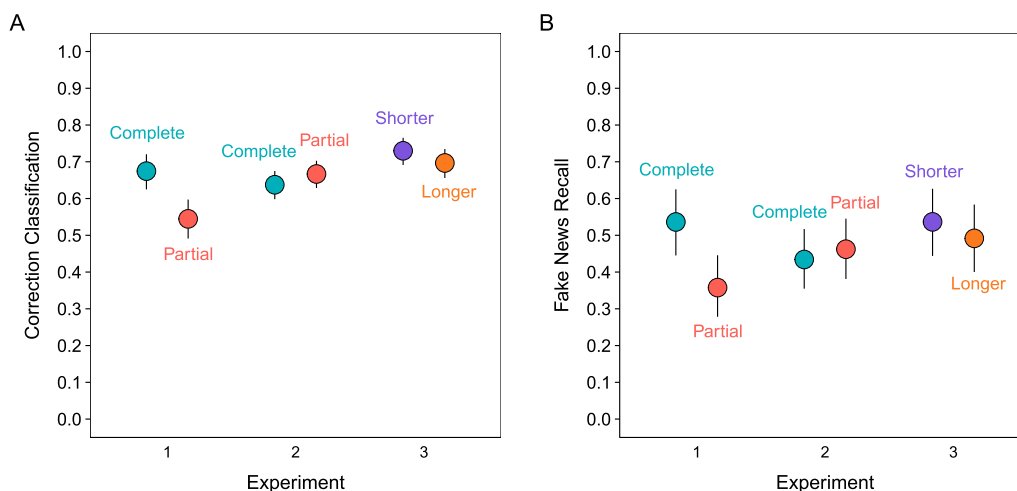 A
Correction Classification
1.0
0.9
0.8
0.7
0.6
0.5
0.4
0.3
0.2
0.1
0.0
Complete
Partial
Complete
Partial
Shorter
Longer
1
2
3
Experiment
B
Fake News Recall
1.0
0.9
0.8
0.7
0.6
0.5
0.4
0.3
0.2
0.1
0.0
Complete
Partial
Complete
Partial
Shorter
Longer
1
2
3
Experiment